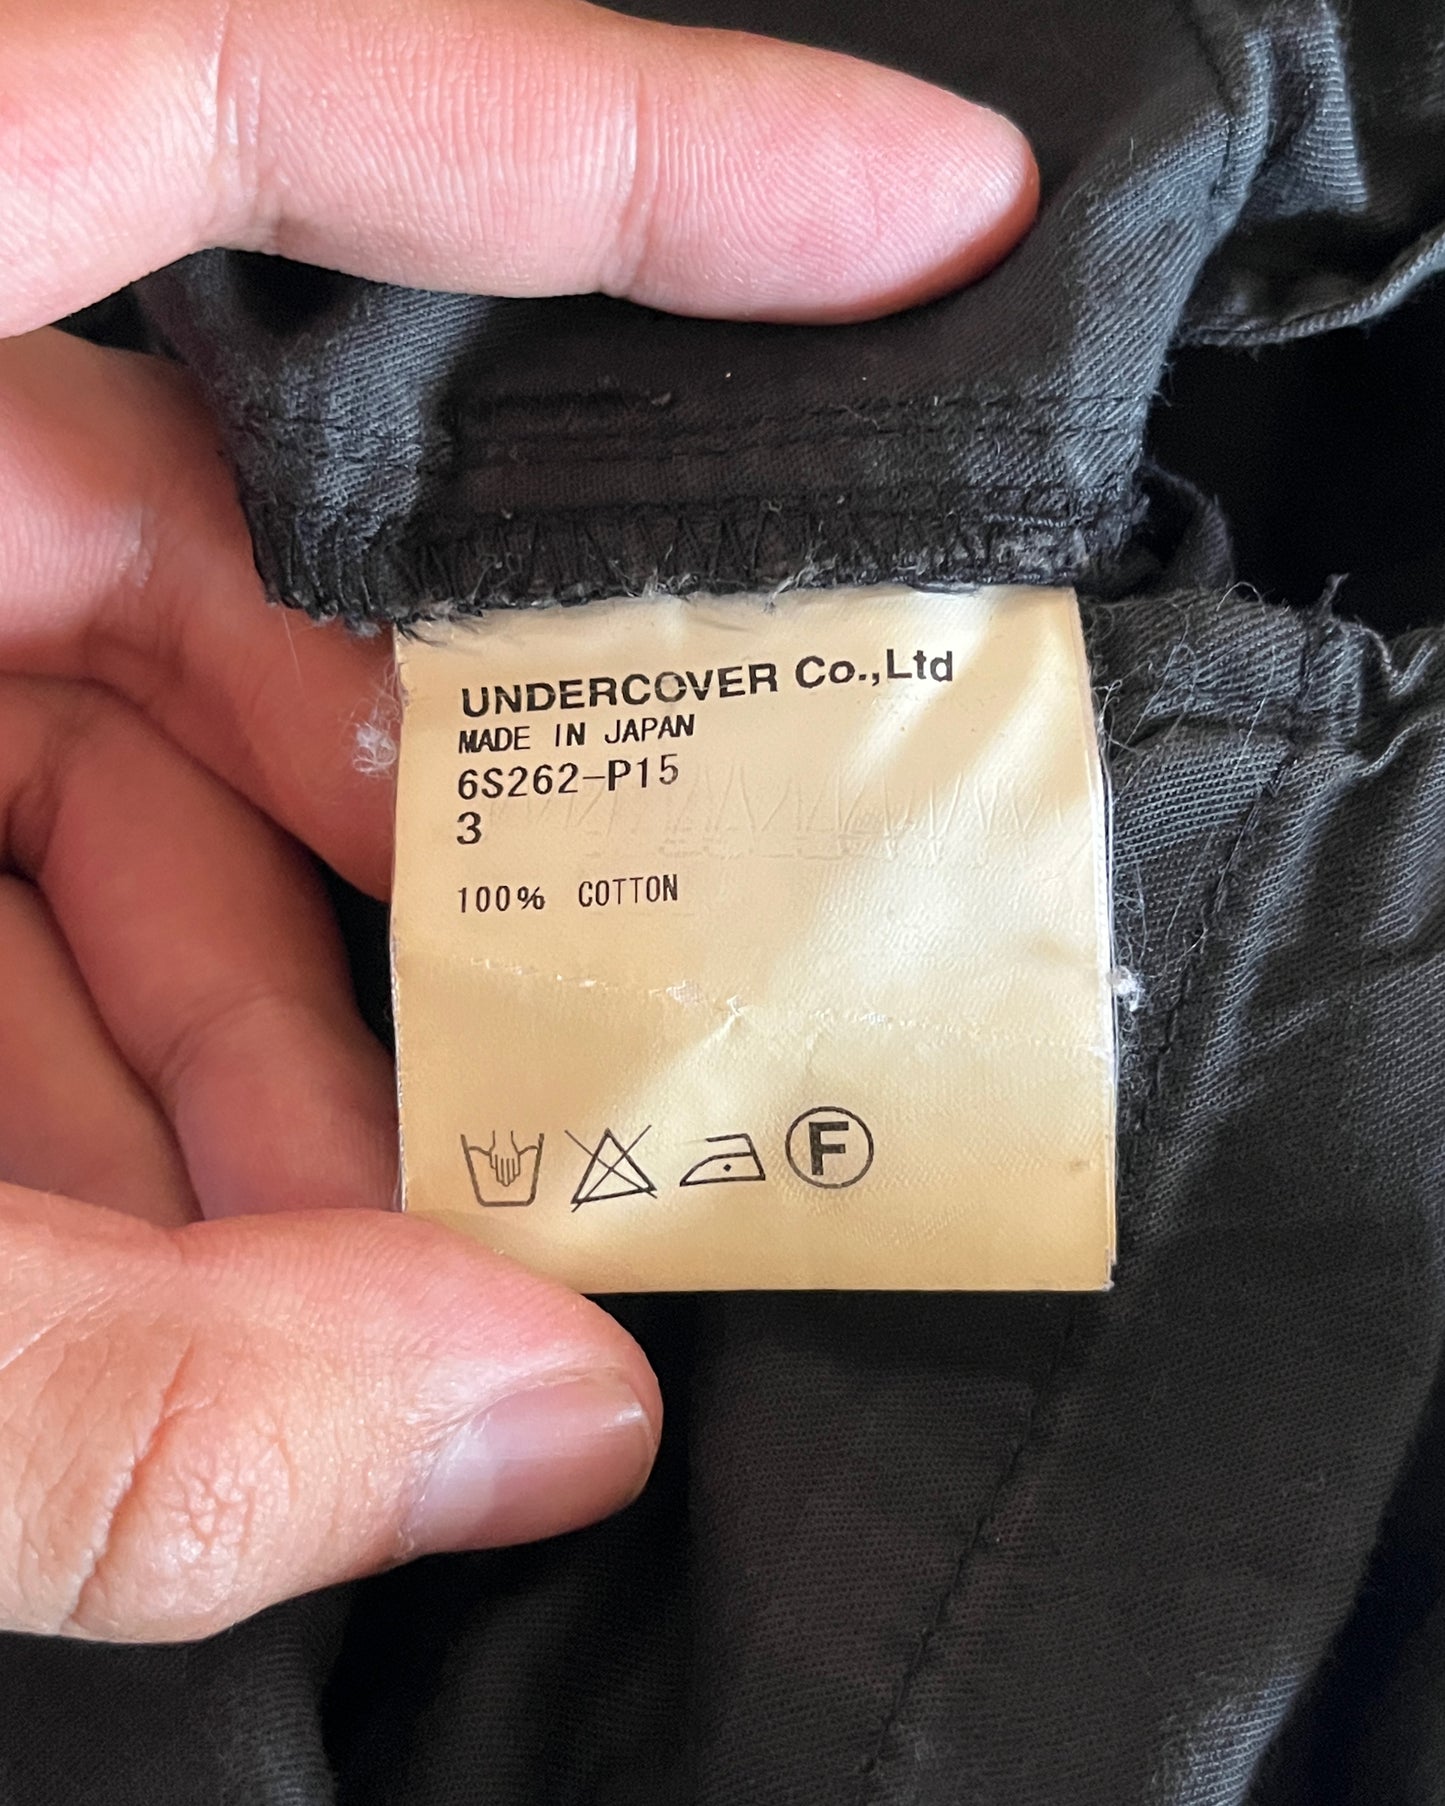 UNDERCOVER Co.,Ltd
MADE IN JAPAN
6S262-P15
3
100% COTTON
F